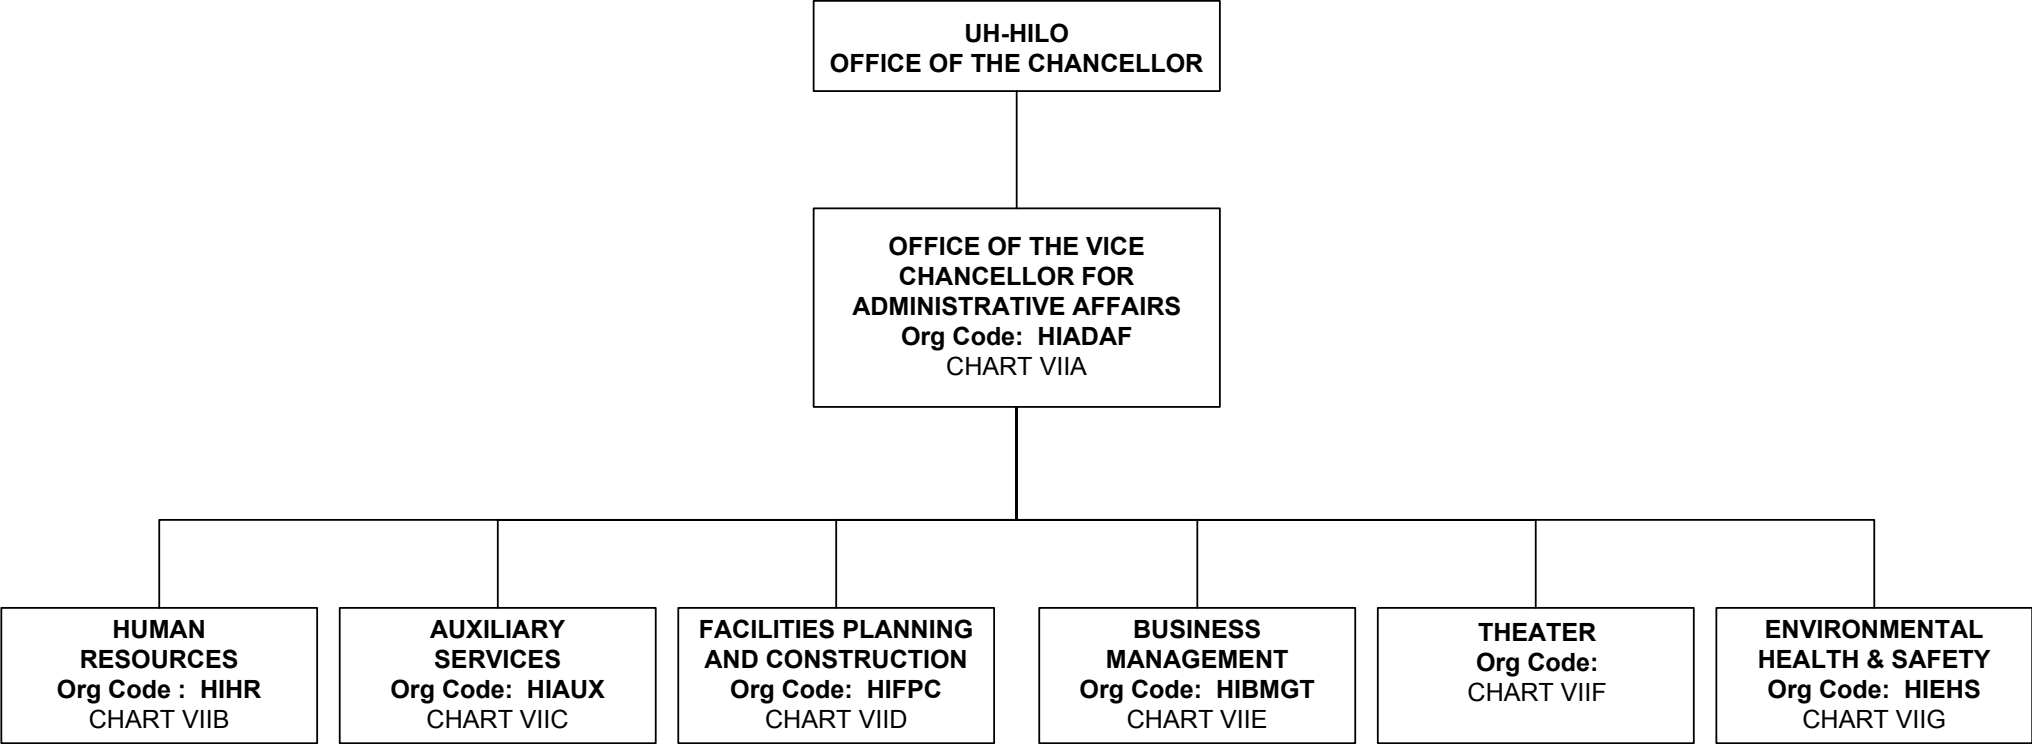 UH-HILO
OFFICE OF THE CHANCELLOR
OFFICE OF THE VICE
CHANCELLOR FOR
ADMINISTRATIVE AFFAIRS
Org Code:  HIADAF
CHART VIIA
HUMAN
RESOURCES
Org Code :  HIHR
CHART VIIB
AUXILIARY
SERVICES
Org Code:  HIAUX
CHART VIIC
FACILITIES PLANNING
AND CONSTRUCTION
Org Code:  HIFPC
CHART VIID
BUSINESS
MANAGEMENT
Org Code:  HIBMGT
CHART VIIE
THEATER
Org Code:
CHART VIIF
ENVIRONMENTAL
HEALTH & SAFETY
Org Code:  HIEHS
CHART VIIG